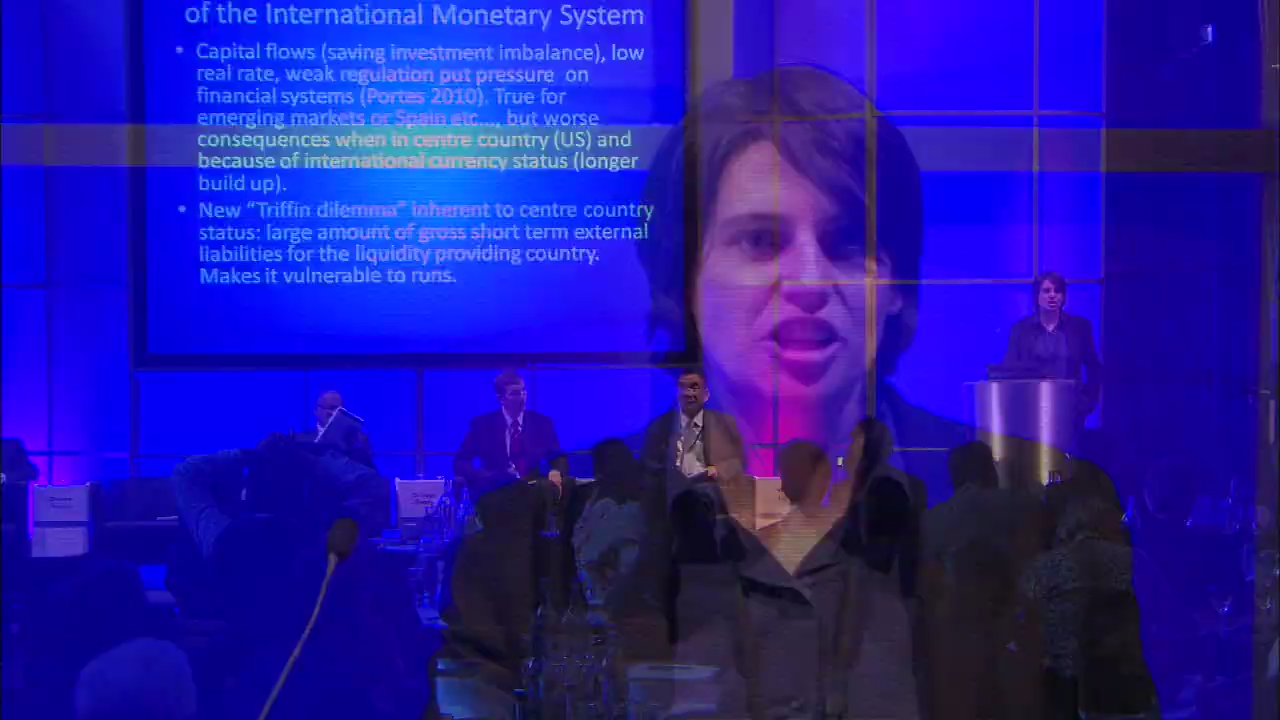 of the International Monetary System
• Capital flows (saving investment imbalance), low
real rate, weak regulation put pressure on
financial systems (Portes 2010). True for
emerging markets or Spain etc..., but worse
consequences when in centre country (US) and
because of international currency status (longer
build up).
• New “Triffin dilemma” inherent to centre country
status: large amount of gross short term external
liabilities for the liquidity providing country.
Makes it vulnerable to runs.